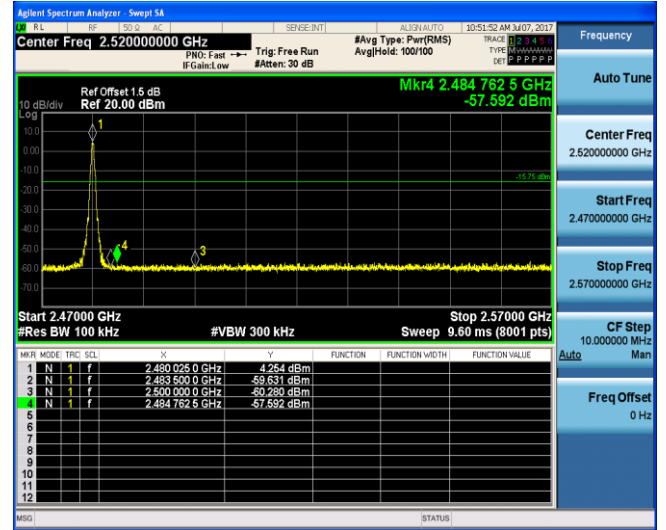 Agilent Spectrum Analyzer - Swept SA
RL RF 50 Ω AC SENSE:INT ALIGN AUTO 10:51:52 AM Jul 07, 2017
Center Freq 2.520000000 GHz
PNO: Fast
IFGain:Low
Trig: Free Run
#Atten: 30 dB
#Avg Type: Pwr(RMS)
Avg|Hold: 100/100
TRACE 1 2 3 4 5 6
TYPE M
DET P P P P P P
Ref Offset 1.5 dB
10 dB/div Ref 20.00 dBm
Log
Mkr4 2.484 762 5 GHz
-57.592 dBm
10.0
0.00
-10.0
-20.0
-30.0
-40.0
-50.0
-60.0
-70.0
1
4
3
-15.75 dBm
Start 2.47000 GHz Stop 2.57000 GHz
#Res BW 100 kHz #VBW 300 kHz Sweep 9.60 ms (8001 pts)
MKR MODE TRC SCL X Y FUNCTION FUNCTION WIDTH FUNCTION VALUE
1 N 1 f 2.480 025 0 GHz 4.254 dBm
2 N 1 f 2.483 500 0 GHz -59.631 dBm
3 N 1 f 2.500 000 0 GHz -60.280 dBm
4 N 1 f 2.484 762 5 GHz -57.592 dBm
5
6
7
8
9
10
11
12
MSG STATUS
Frequency
Auto Tune
Center Freq
2.520000000 GHz
Start Freq
2.470000000 GHz
Stop Freq
2.570000000 GHz
CF Step
10.000000 MHz
Auto Man
Freq Offset
0 Hz